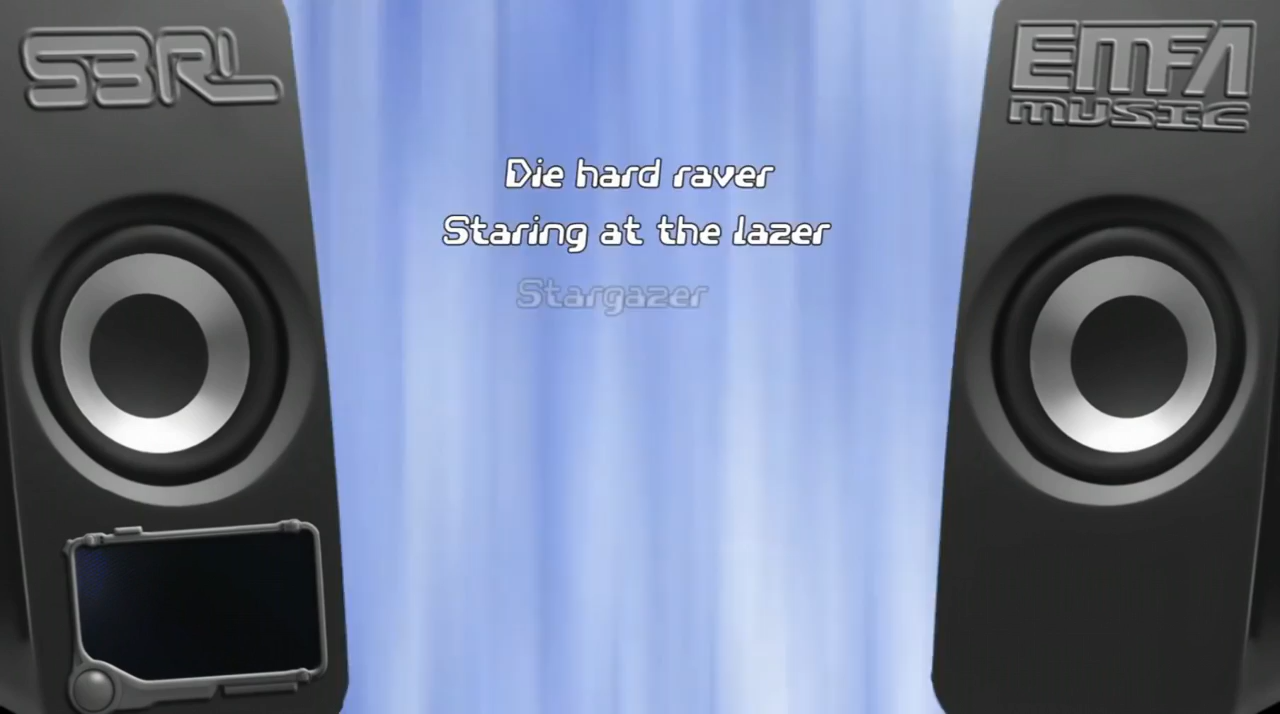 S3RL
EMFA
MUSIC
Die hard raver
Staring at the lazer
Stargazer